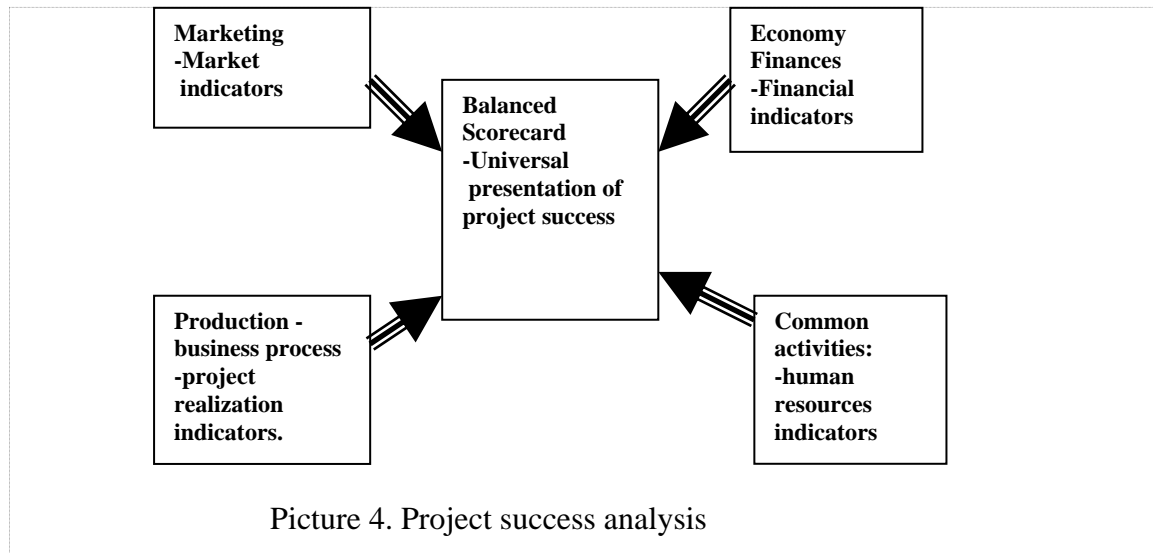 Marketing
-Market
indicators
Economy
Finances
-Financial
indicators
Balanced
Scorecard
-Universal
presentation of
project success
Production -
business process
-project
realization
indicators.
Common
activities:
-human
resources
indicators
Picture 4. Project success analysis